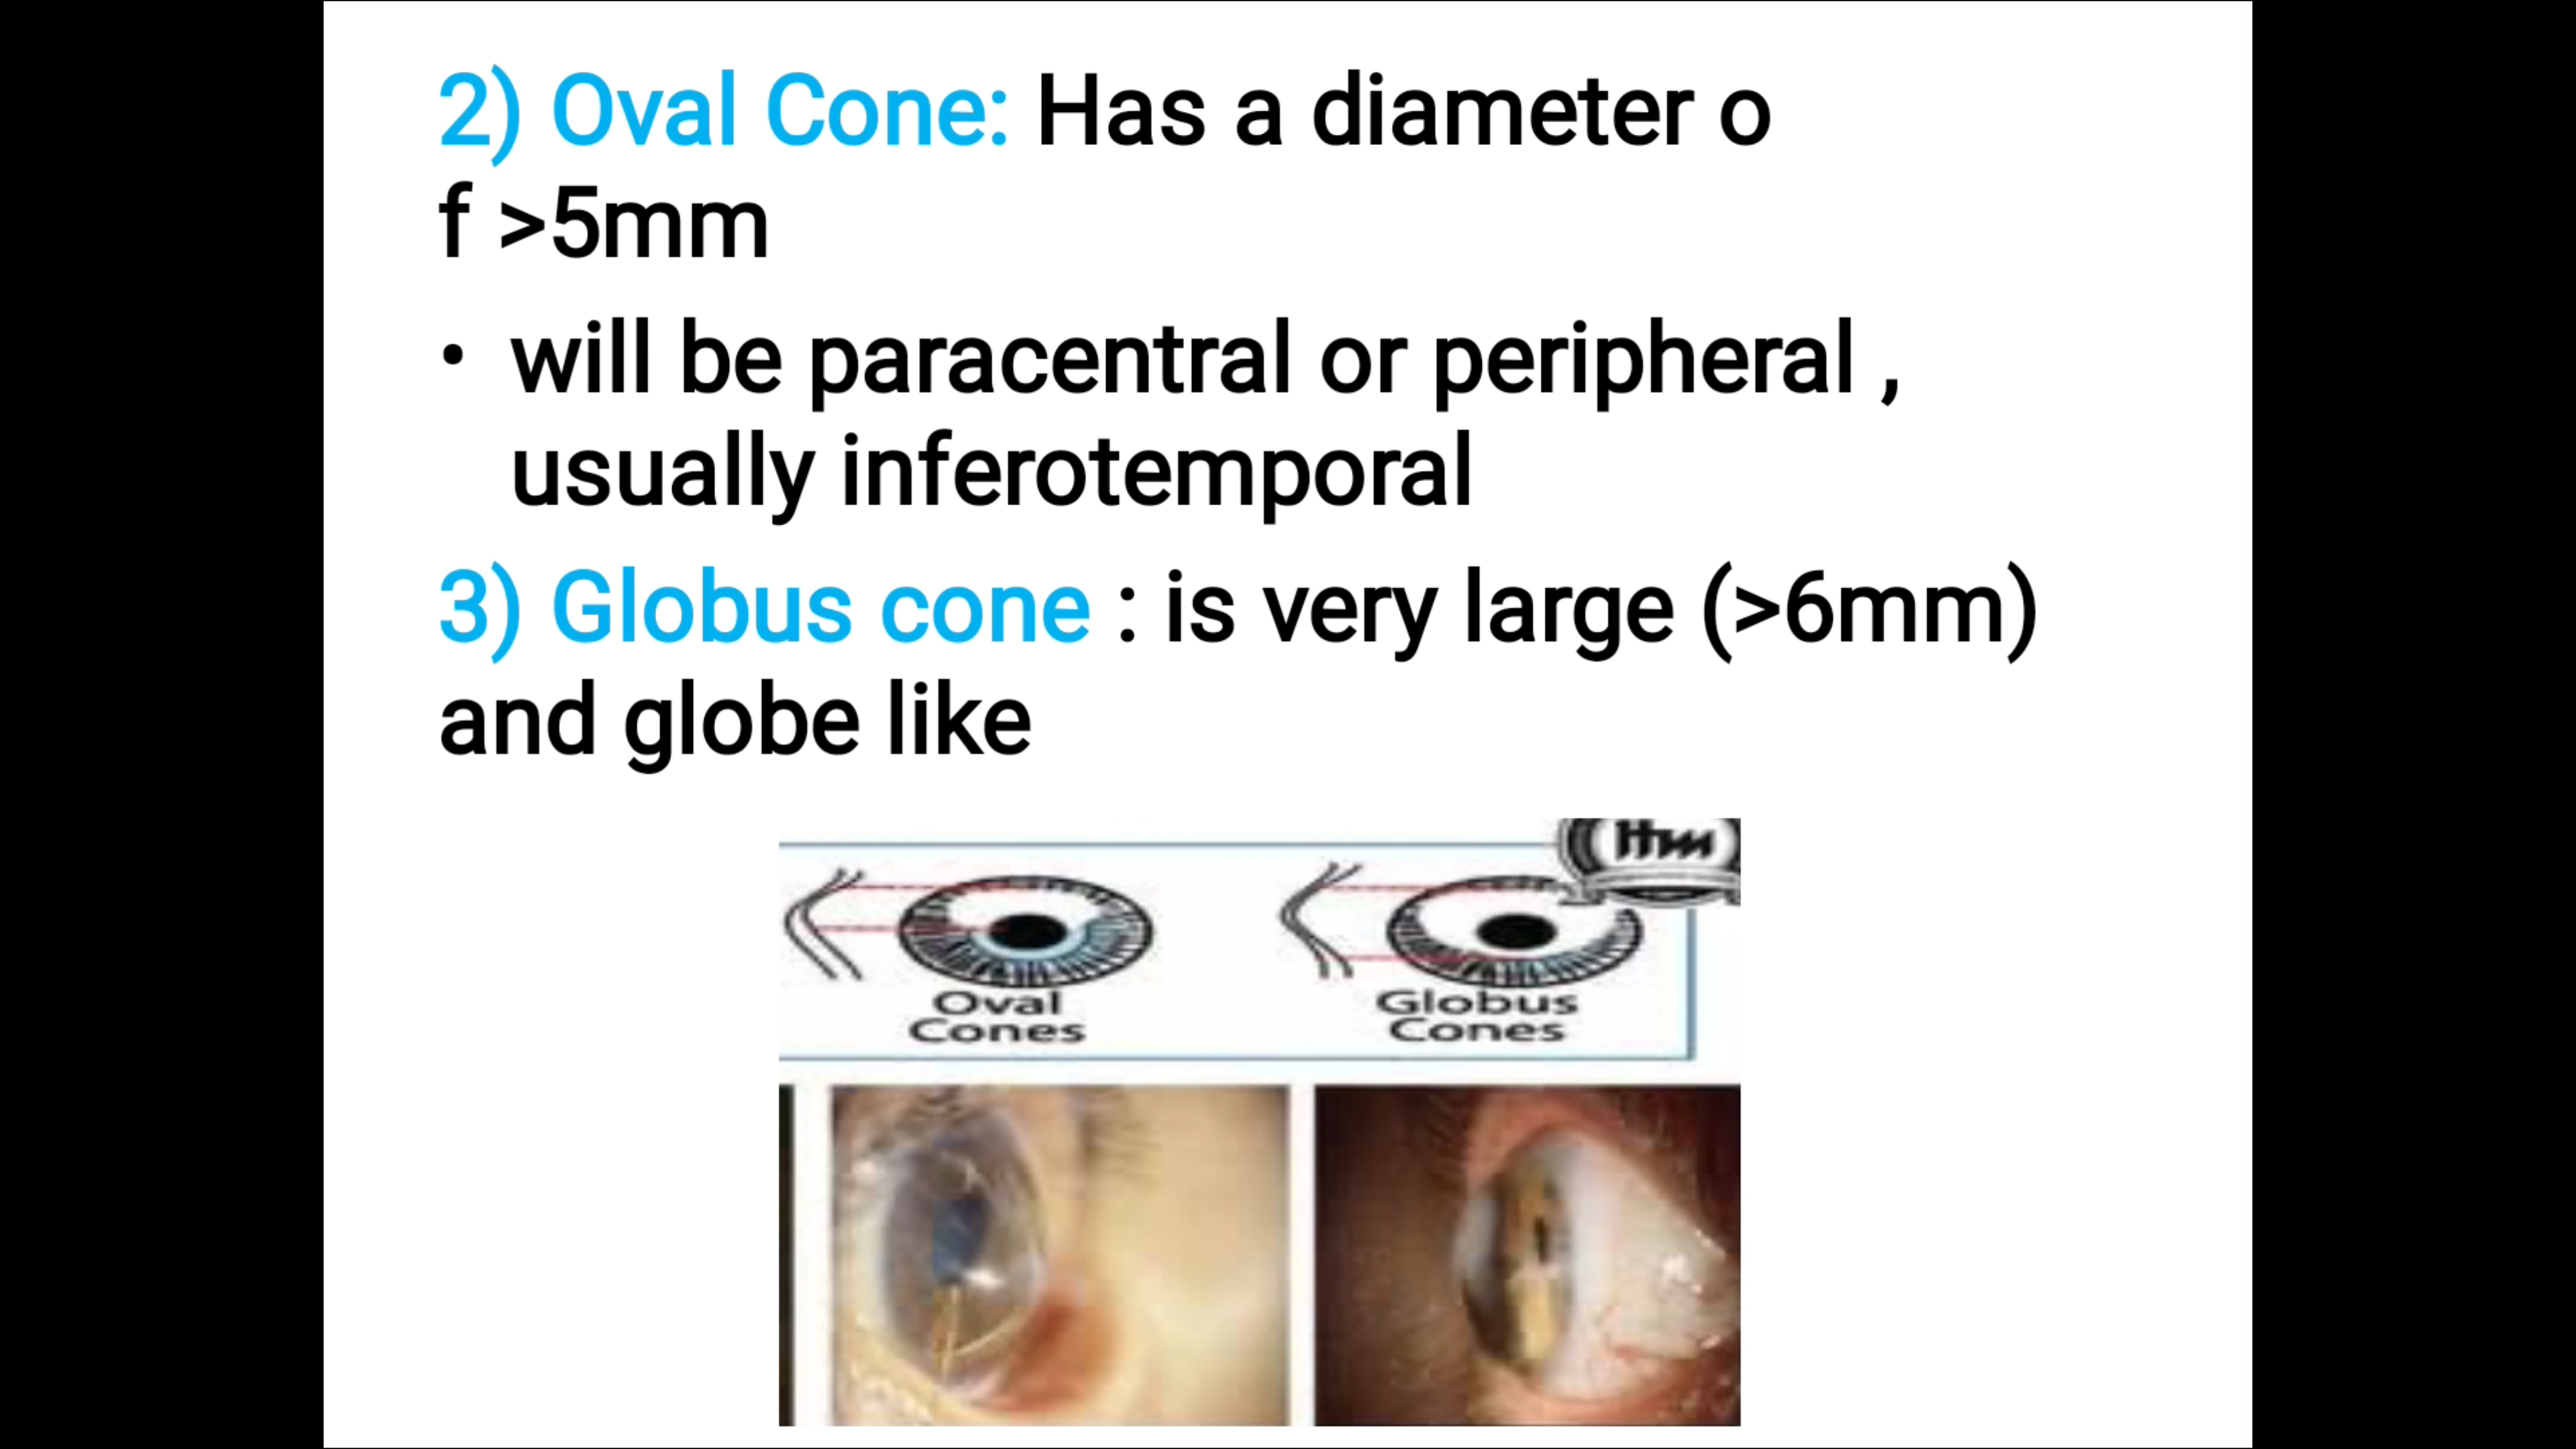 2) Oval Cone: Has a diameter o
f >5mm
• will be paracentral or peripheral ,
usually inferotemporal
3) Globus cone : is very large (>6mm)
and globe like
itm
Oval
Cones
Globus
Cones